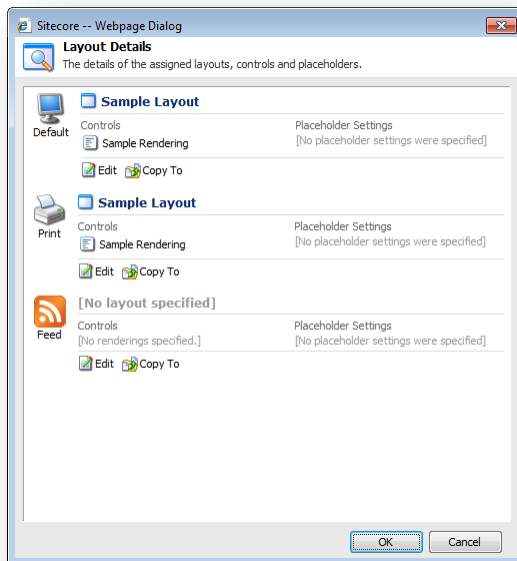 Sitecore -- Webpage Dialog
Layout Details
The details of the assigned layouts, controls and placeholders.
Default
Sample Layout
Controls
Placeholder Settings
Sample Rendering
[No placeholder settings were specified]
Edit
Copy To
Print
Sample Layout
Controls
Placeholder Settings
Sample Rendering
[No placeholder settings were specified]
Edit
Copy To
Feed
[No layout specified]
Controls
Placeholder Settings
[No renderings specified.]
[No placeholder settings were specified]
Edit
Copy To
OK
Cancel